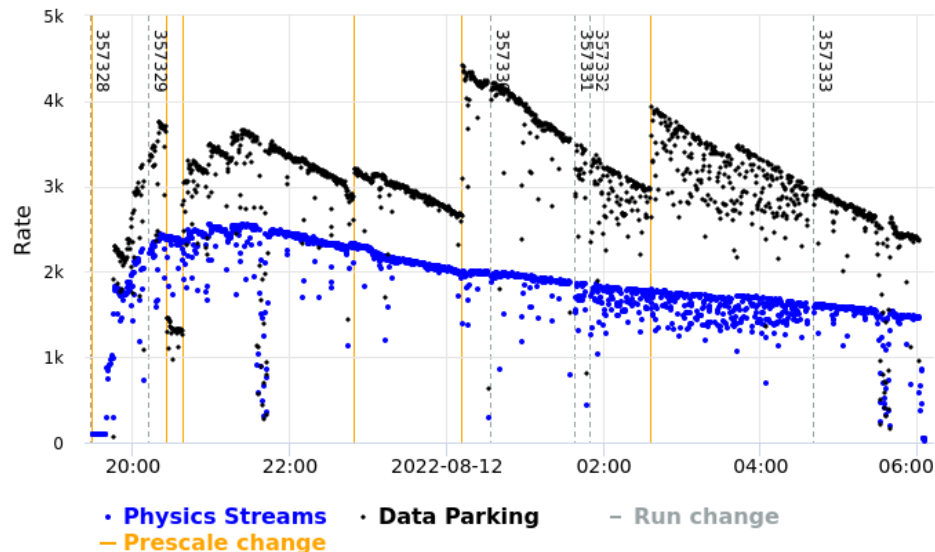 5k
4k
3k
2k
1k
0
Rate
357328
357329
357330
357331
357332
357333
20:00
22:00
2022-08-12
02:00
04:00
06:00
Physics Streams
Data Parking
Run change
Prescale change